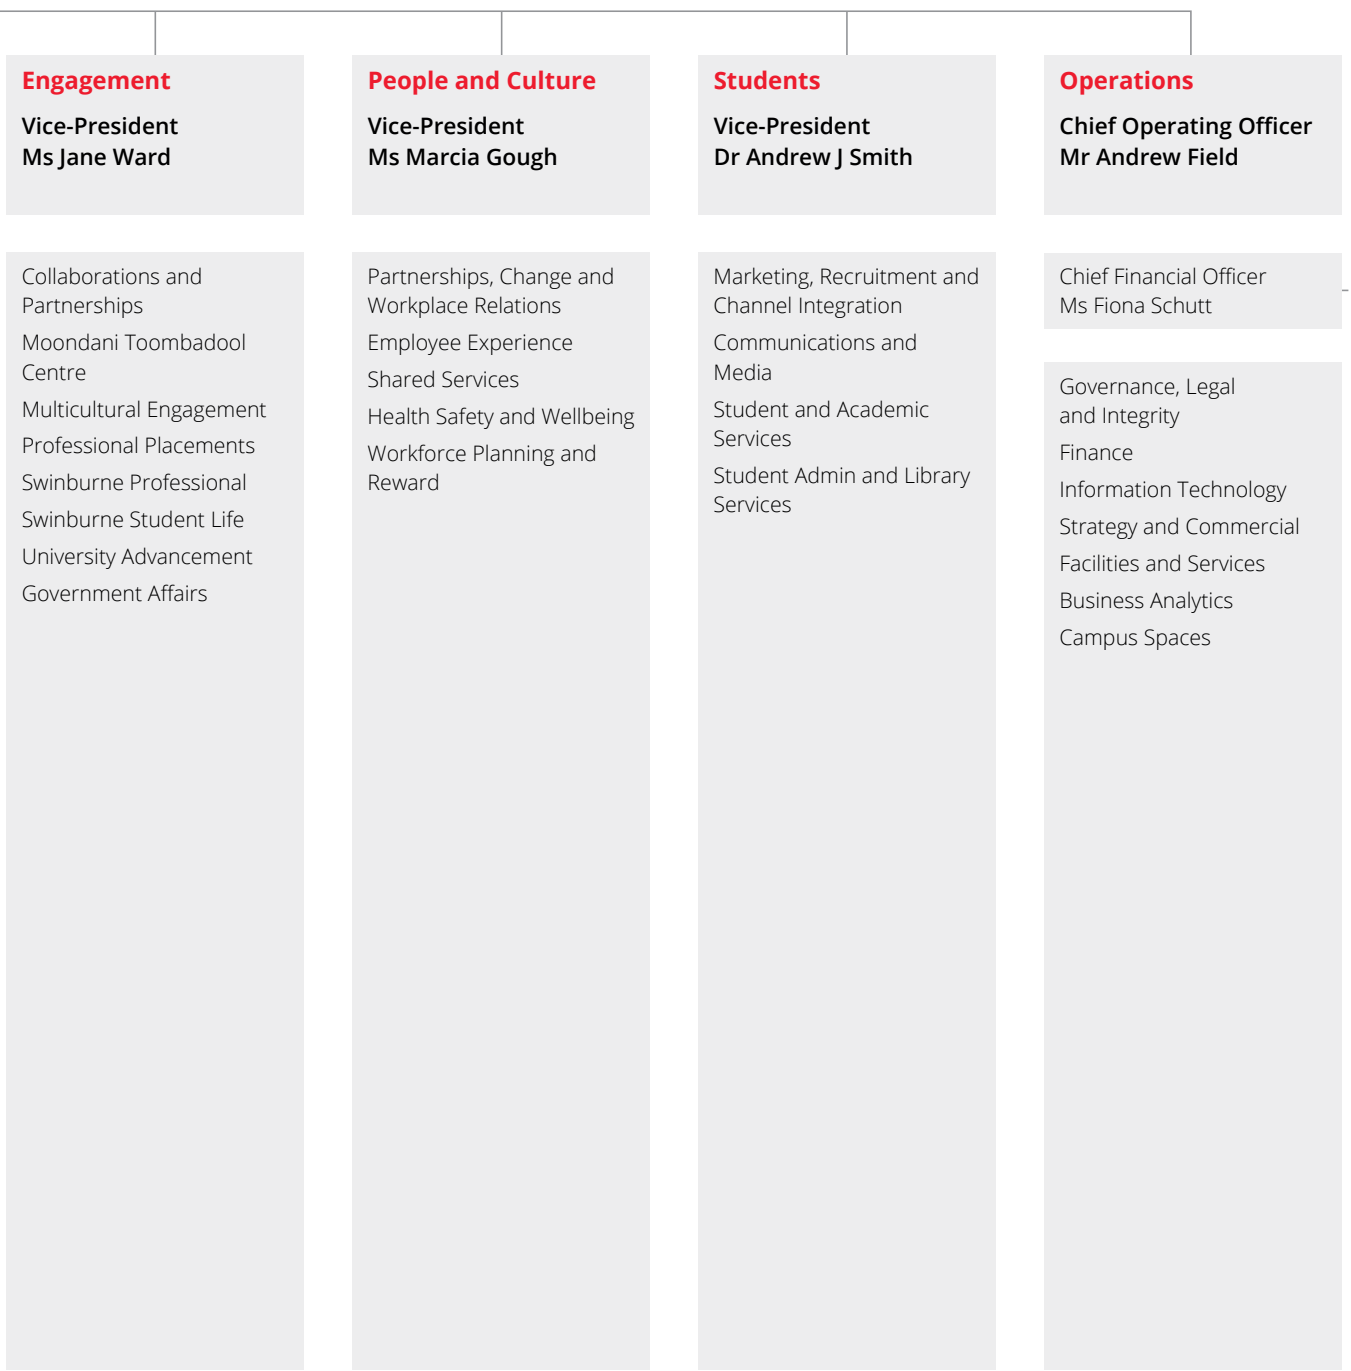 Engagement
Vice-President
Ms Jane Ward
Collaborations and
Partnerships
Moondani Toombadool
Centre
Multicultural Engagement
Professional Placements
Swinburne Professional
Swinburne Student Life
University Advancement
Government Affairs
People and Culture
Vice-President
Ms Marcia Gough
Partnerships, Change and
Workplace Relations
Employee Experience
Shared Services
Health Safety and Wellbeing
Workforce Planning and
Reward
Students
Vice-President
Dr Andrew J Smith
Marketing, Recruitment and
Channel Integration
Communications and
Media
Student and Academic
Services
Student Admin and Library
Services
Operations
Chief Operating Officer
Mr Andrew Field
Chief Financial Officer
Ms Fiona Schutt
Governance, Legal
and Integrity
Finance
Information Technology
Strategy and Commercial
Facilities and Services
Business Analytics
Campus Spaces